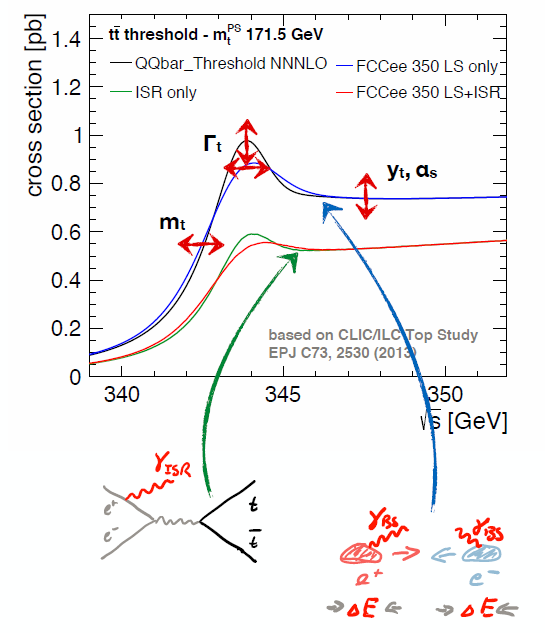 tt̄ threshold - mₜᴾˢ 171.5 GeV
QQbar_Threshold NNNLO
FCCee 350 LS only
ISR only
FCCee 350 LS+ISR
cross section [pb]
1.4
1.2
1
0.8
0.6
0.4
0.2
0
Γt
yt, αs
mt
based on CLIC/ILC Top Study
EPJ C73, 2530 (2013)
340
345
350
√s [GeV]
γISR
e⁺
e⁻
t
t̄
γBS
γBS
e⁺
e⁻
ΔE
ΔE